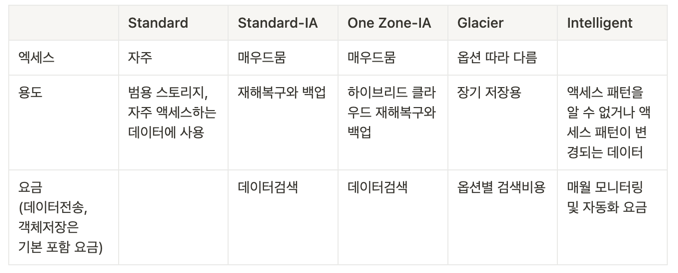 Standard
Standard-IA
One Zone-IA
Glacier
Intelligent
엑세스
자주
매우드뭄
매우드뭄
옵션 따라 다름
용도
범용 스토리지,
자주 액세스하는
데이터에 사용
재해복구와 백업
하이브리드 클라
우드 재해복구와
백업
장기 저장용
액세스 패턴을
알 수 없거나 액
세스 패턴이 변
경되는 데이터
요금
(데이터전송,
객체저장은
기본 포함 요금)
데이터검색
데이터검색
옵션별 검색비용
매월 모니터링
및 자동화 요금